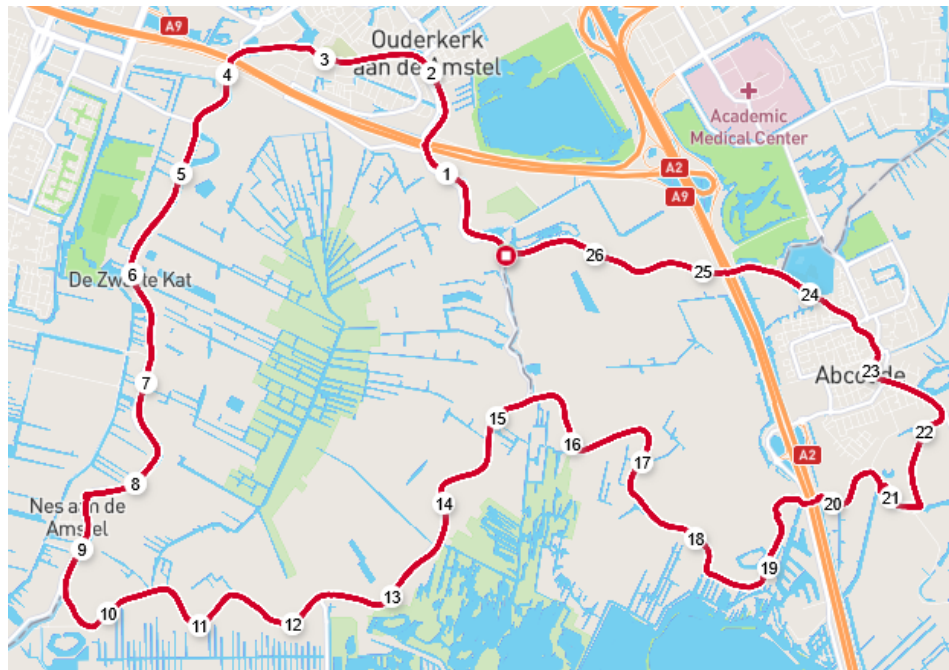 A9
Ouderkerk
aan de Amstel
3
2
4
Academic
Medical Center
1
5
A2
A9
26
25
6
De Zwarte Kat
24
7
23
Abcoude
15
22
16
17
A2
8
14
20
21
Nes aan de
Amstel
9
18
19
13
10
11
12